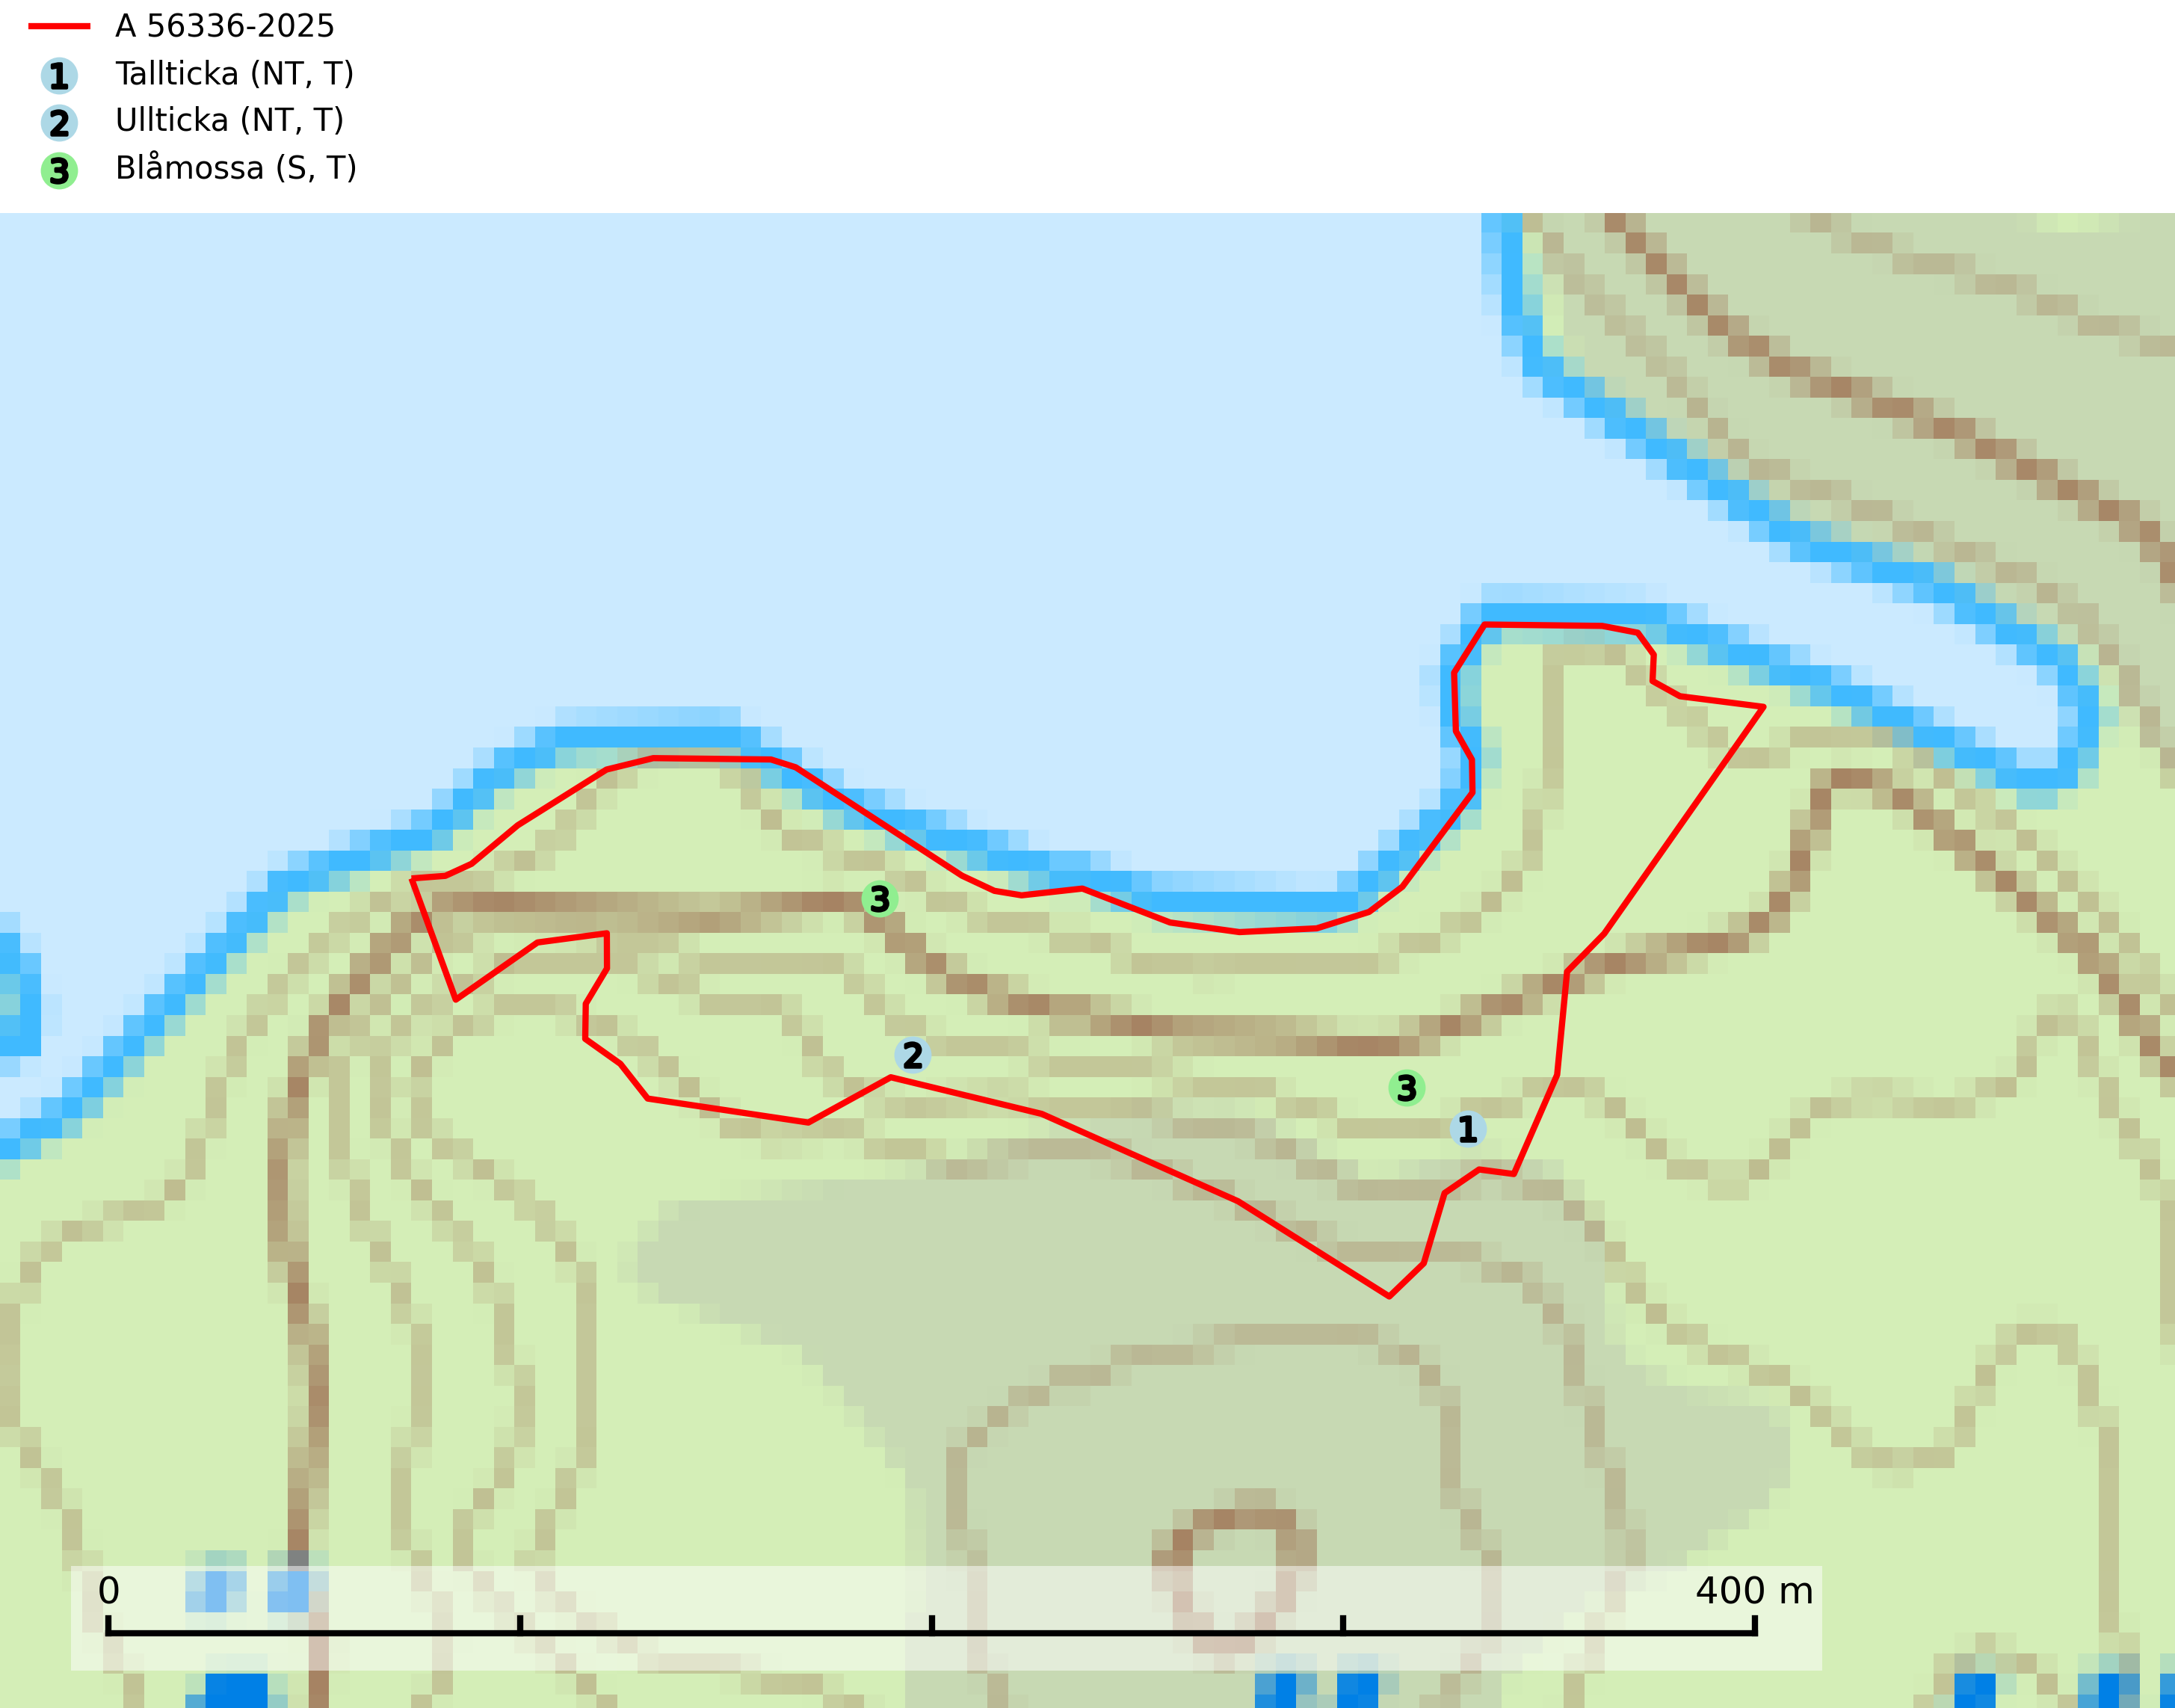 A 56336-2025
1 Tallticka (NT, T)
2 Ullticka (NT, T)
3 Blåmossa (S, T)
3
2
3
1
0 400 m